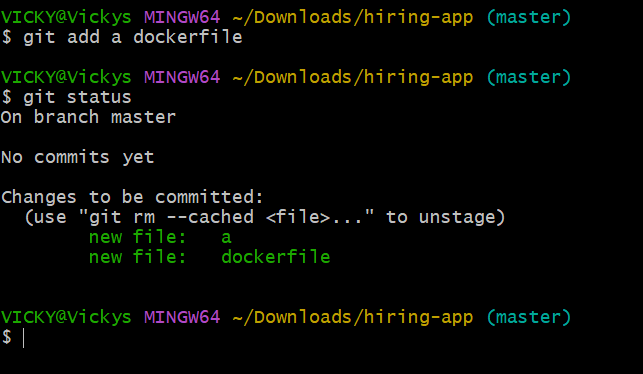 VICKY@Vickys MINGW64 ~/Downloads/hiring-app (master)
$ git add a dockerfile
VICKY@Vickys MINGW64 ~/Downloads/hiring-app (master)
$ git status
On branch master
No commits yet
Changes to be committed:
  (use "git rm --cached <file>..." to unstage)
        new file:   a
        new file:   dockerfile
VICKY@Vickys MINGW64 ~/Downloads/hiring-app (master)
$